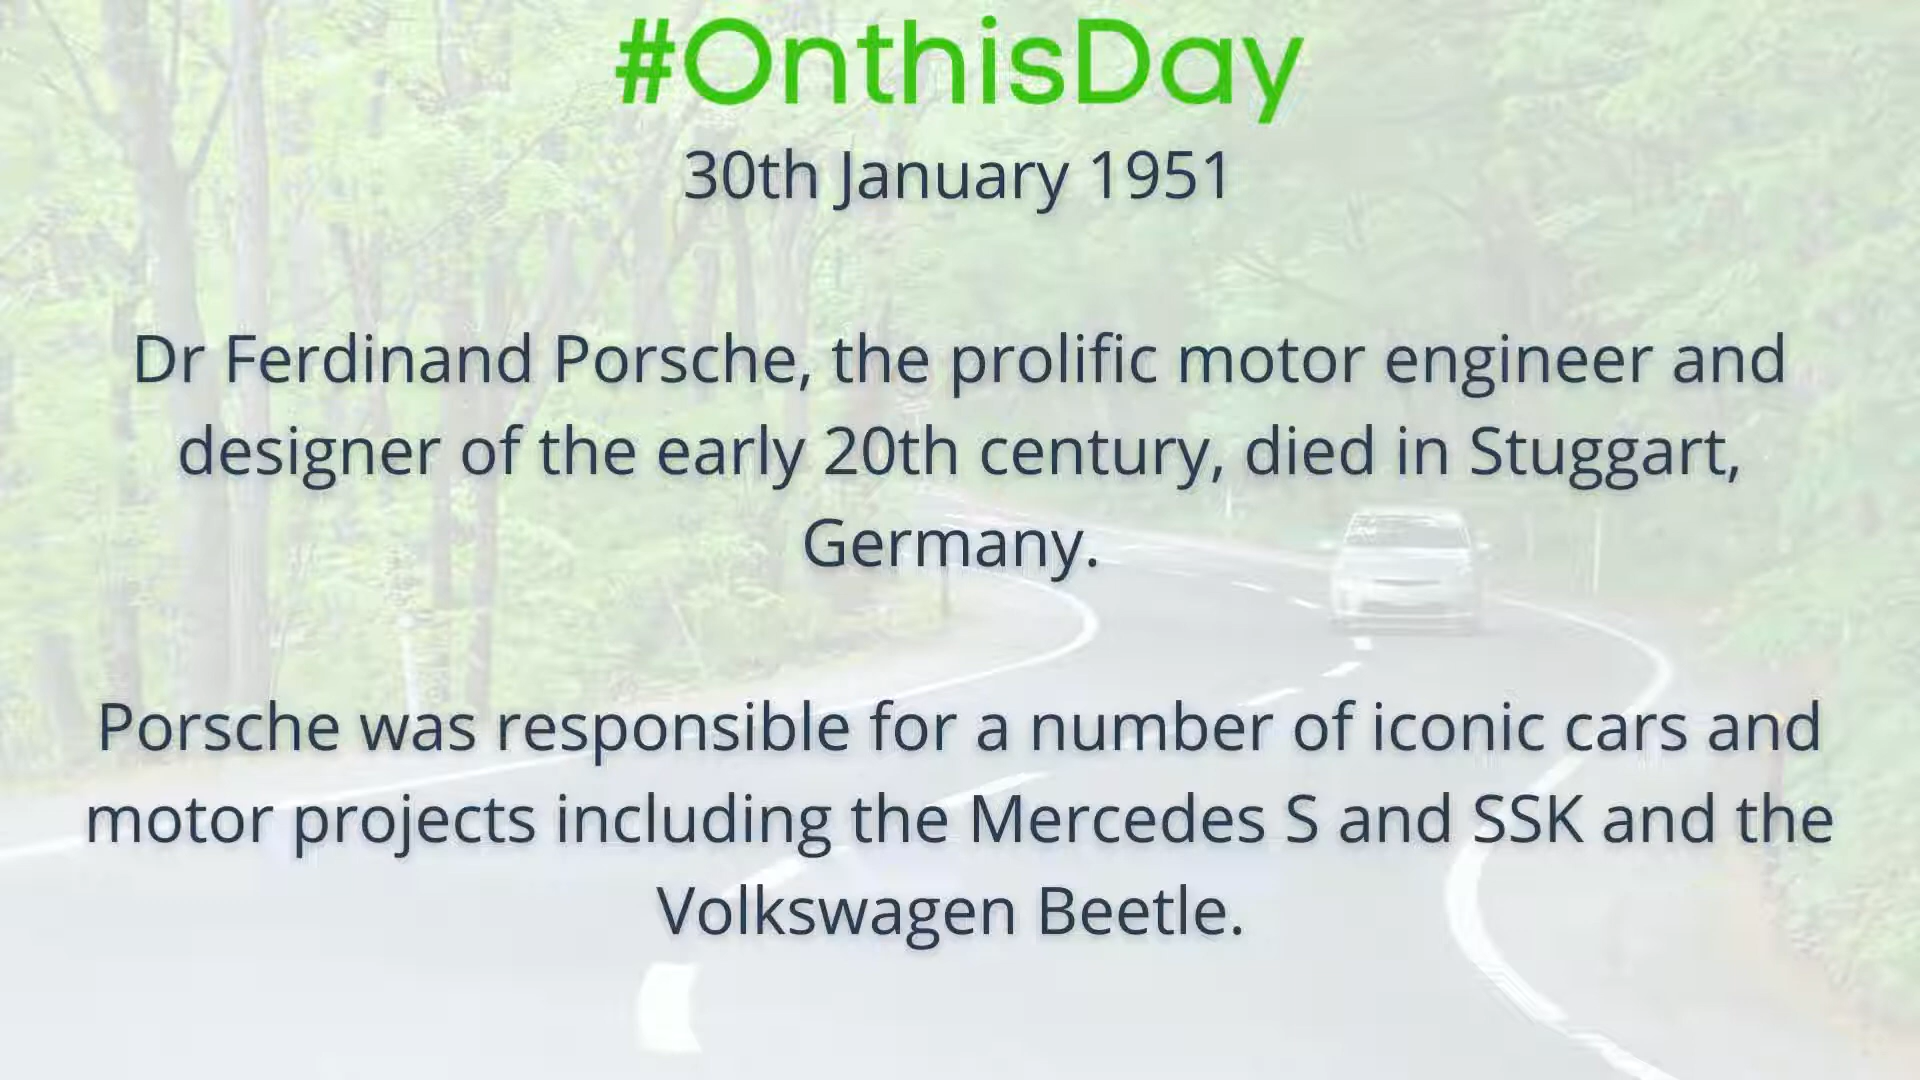 #OnthisDay
30th January 1951
Dr Ferdinand Porsche, the prolific motor engineer and
designer of the early 20th century, died in Stuggart,
Germany.
Porsche was responsible for a number of iconic cars and
motor projects including the Mercedes S and SSK and the
Volkswagen Beetle.